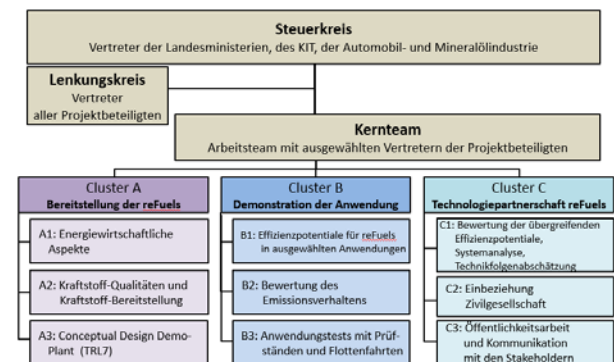 Steuerkreis
Vertreter der Landesministerien, des KIT, der Automobil- und Mineralölindustrie
Lenkungskreis
Vertreter
aller Projektbeteiligten
Kernteam
Arbeitsteam mit ausgewählten Vertretern der Projektbeteiligten
Cluster A
Bereitstellung der reFuels
A1: Energiewirtschaftliche
Aspekte
A2: Kraftstoff-Qualitäten und
Kraftstoff-Bereitstellung
A3: Conceptual Design Demo-
Plant (TRL7)
Cluster B
Demonstration der Anwendung
B1: Effizienzpotentiale für reFuels
in ausgewählten Anwendungen
B2: Bewertung des
Emissionsverhaltens
B3: Anwendungstests mit Prüf-
ständen und Flottenfahrten
Cluster C
Technologiepartnerschaft reFuels
C1: Bewertung der übergreifenden
Effizienzpotentiale,
Systemanalyse,
Technikfolgenabschätzung
C2: Einbeziehung
Zivilgesellschaft
C3: Öffentlichkeitsarbeit
und Kommunikation
mit den Stakeholdern